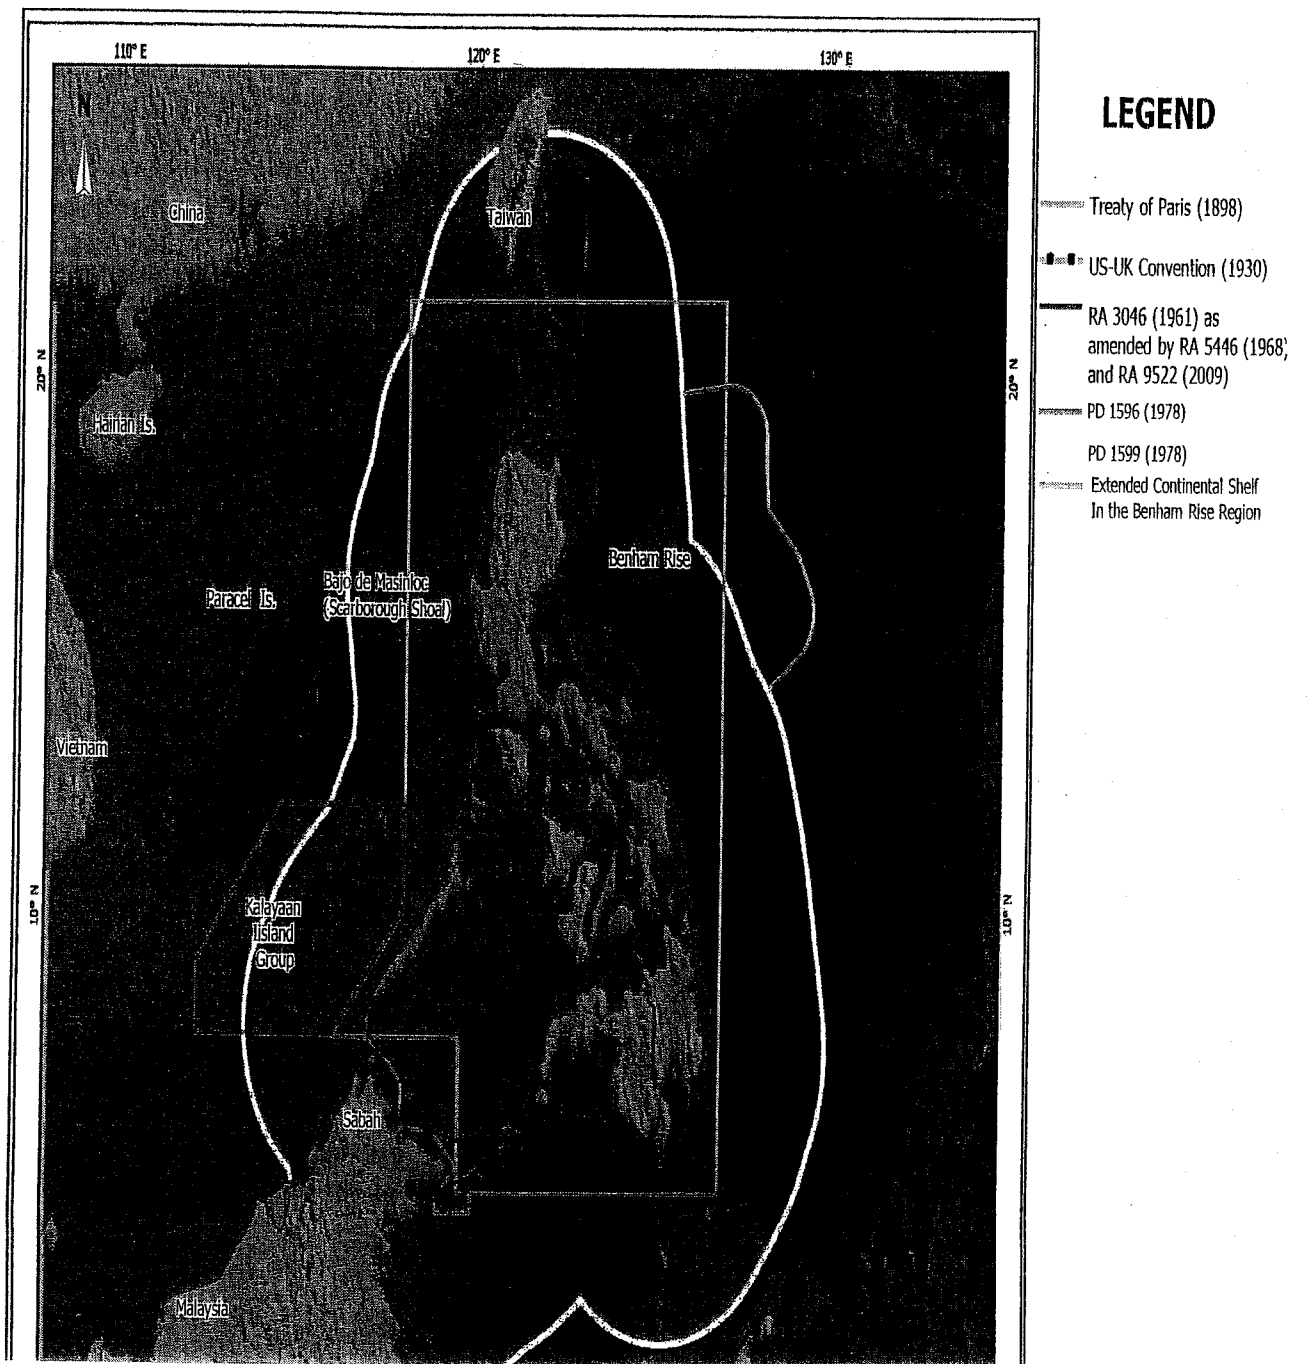 110° E
120° E
130° E
N
China
Taiwan
20° N
20° N
Hainan Is.
Benham Rise
Bajo de Masinloc
(Scarborough Shoal)
Paracel Is.
Vietnam
10° N
10° N
Kalayaan
Iisland
Group
Sabah
Malaysia
LEGEND
Treaty of Paris (1898)
US-UK Convention (1930)
RA 3046 (1961) as
amended by RA 5446 (1968),
and RA 9522 (2009)
PD 1596 (1978)
PD 1599 (1978)
Extended Continental Shelf
In the Benham Rise Region